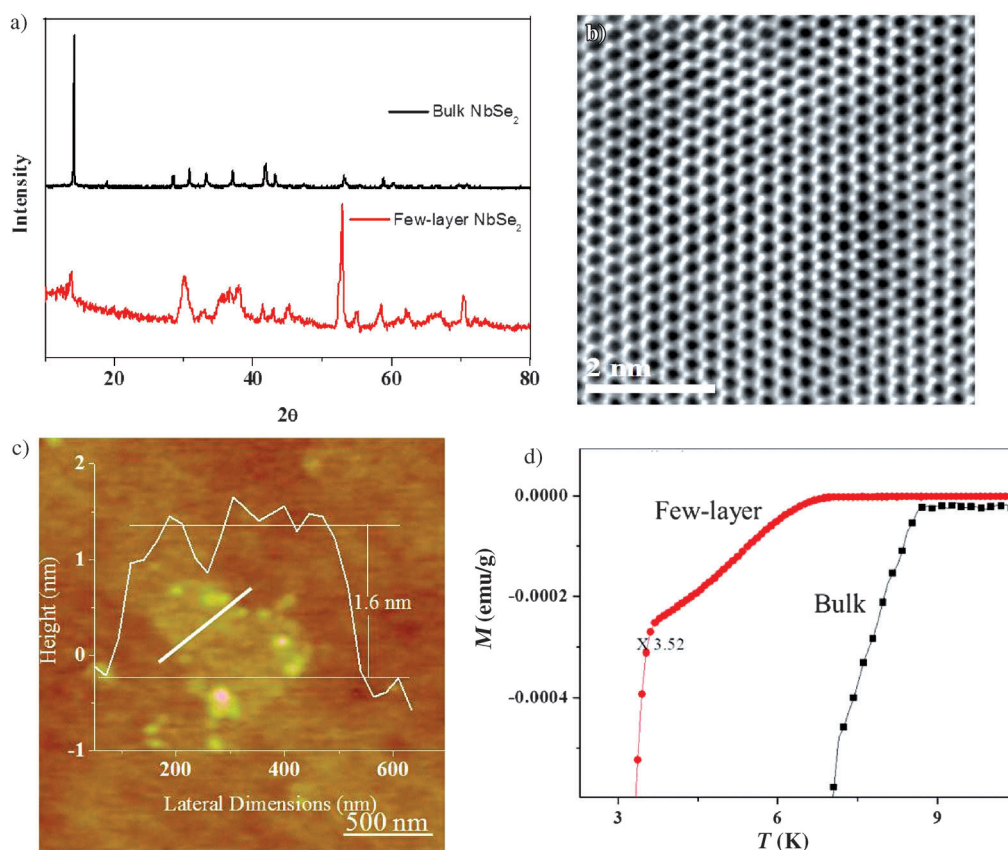 a)
Intensity
Bulk NbSe₂
Few-layer NbSe₂
20
40
60
80
2θ
b)
2 nm
c)
Height (nm)
2
1
0
-1
1.6 nm
200
400
600
Lateral Dimensions (nm)
500 nm
d)
M (emu/g)
0.0000
-0.0002
-0.0004
Few-layer
Bulk
X 3.52
3
6
9
T (K)